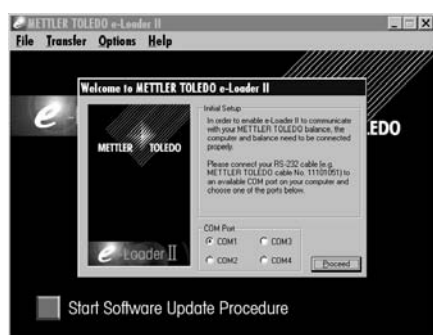 METTLER TOLEDO e-Loader II
File Transfer Options Help
Welcome to METTLER TOLEDO e-Loader II
e
LEDO
METTLER TOLEDO
e-Loader II
Initial Setup
In order to enable e-Loader II to communicate
with your METTLER TOLEDO balance, the
computer and balance need to be connected
properly.
Please connect your RS-232 cable (e.g.
METTLER TOLEDO cable No. 11101051) to
an available COM port on your computer and
choose one of the ports below.
COM Port
COM1 COM3
COM2 COM4
Proceed
Start Software Update Procedure